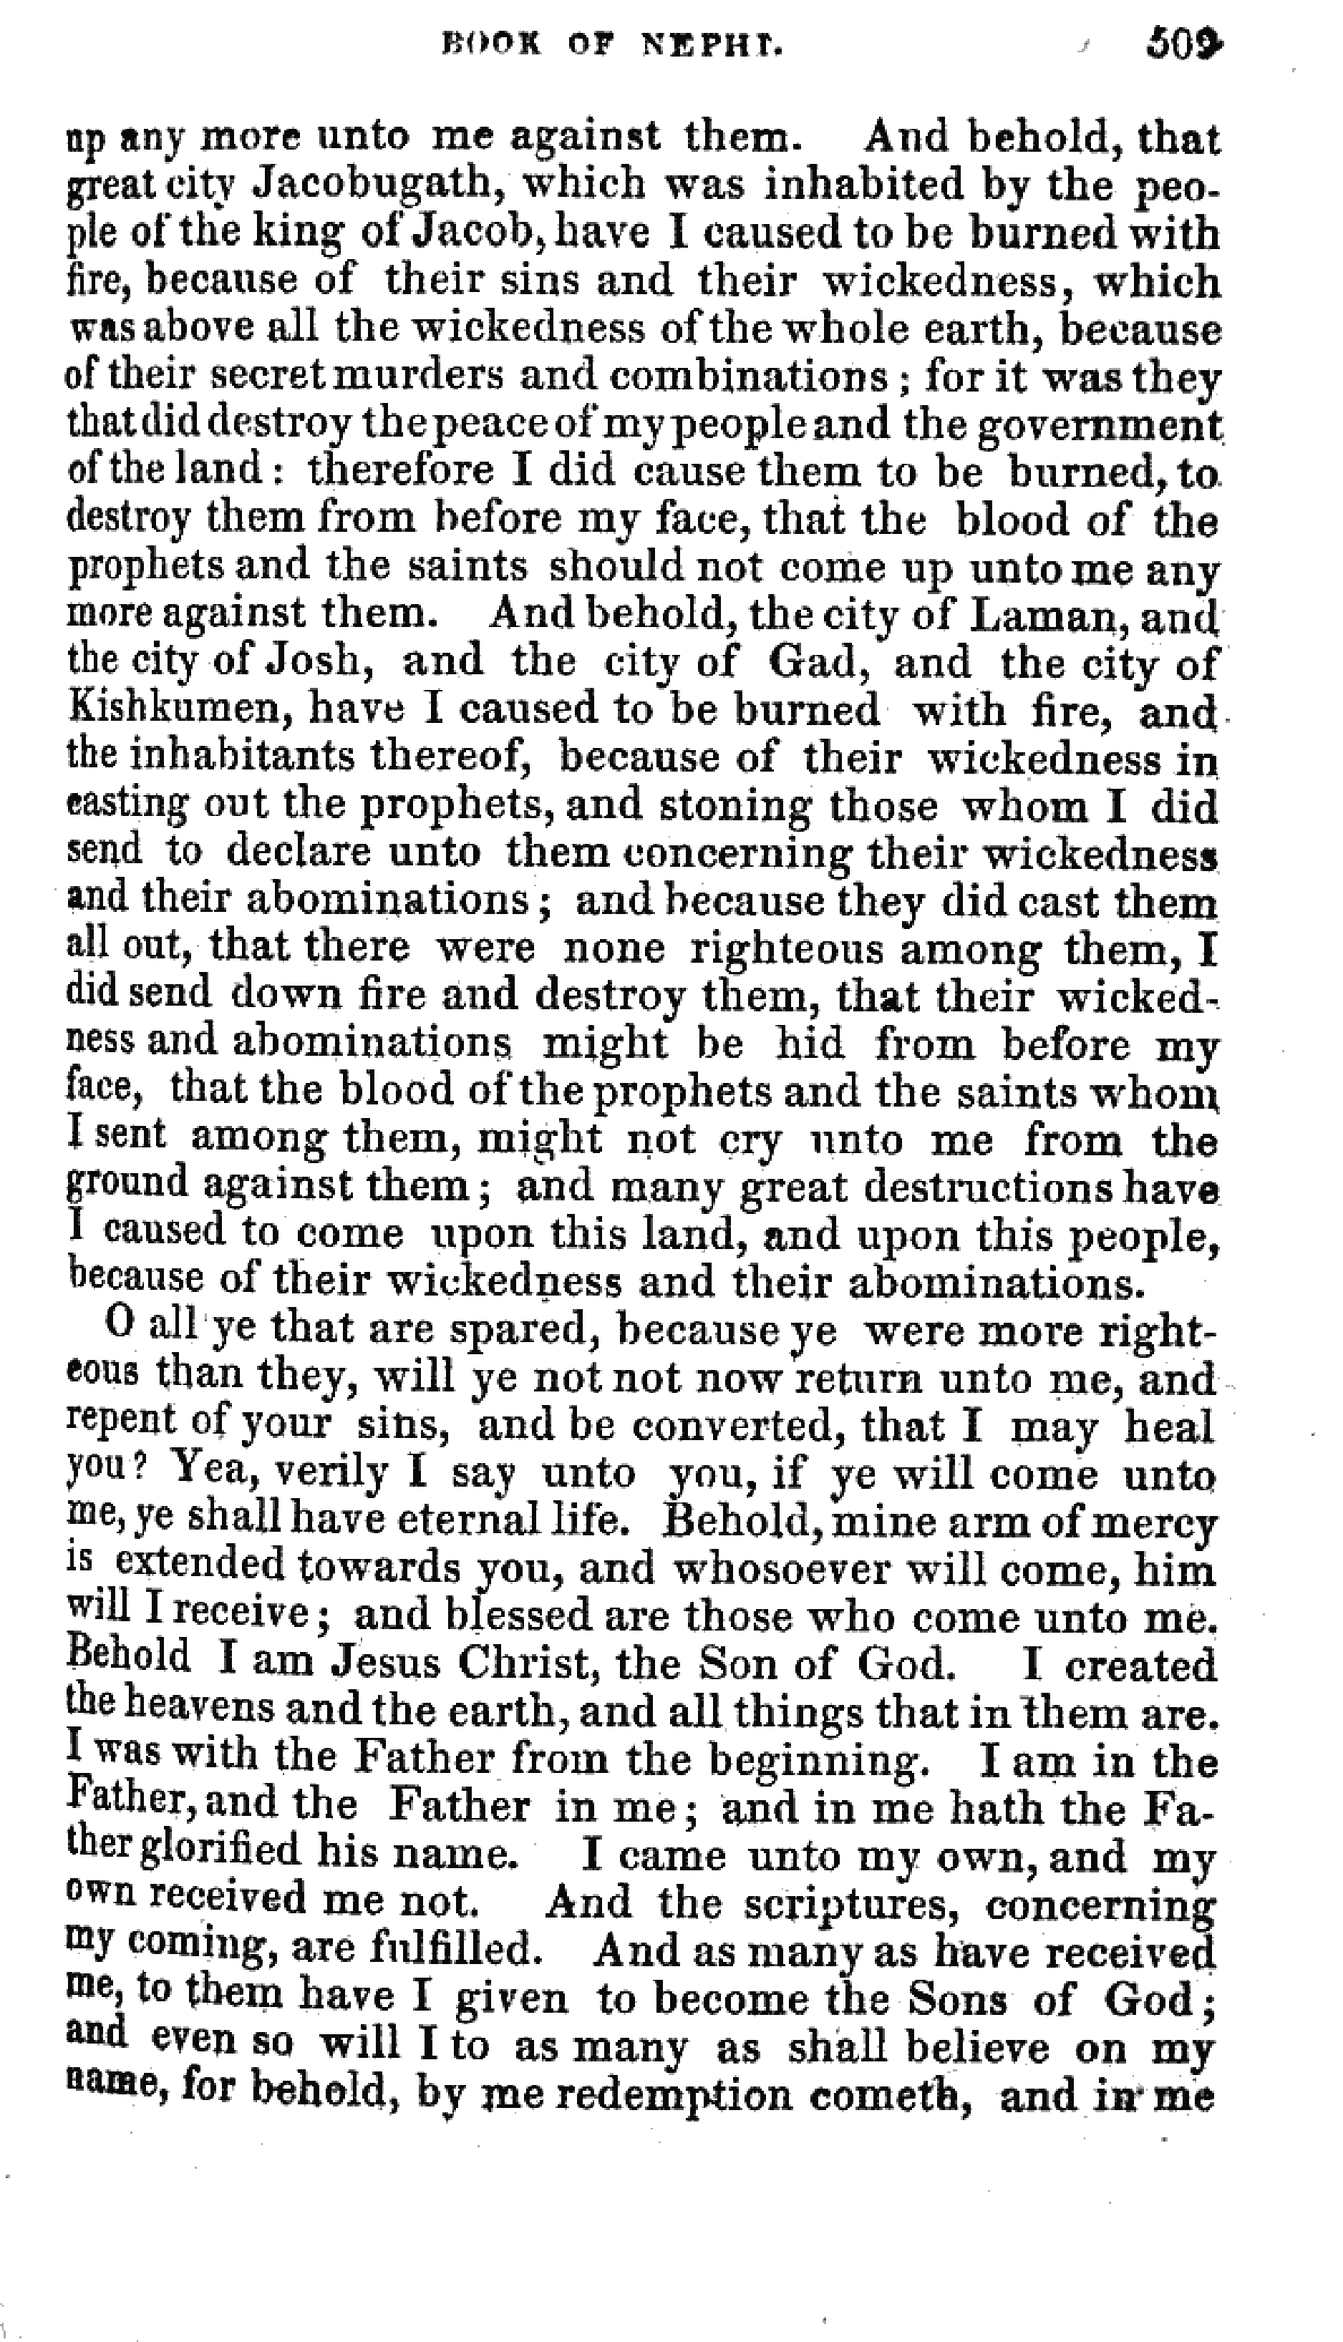 BOOK OF NEPHI. 509
up any more unto me against them. And behold, that
great city Jacobugath, which was inhabited by the peo-
ple of the king of Jacob, have I caused to be burned with
fire, because of their sins and their wickedness, which
was above all the wickedness of the whole earth, because
of their secret murders and combinations; for it was they
that did destroy the peace of my people and the government
of the land: therefore I did cause them to be burned, to
destroy them from before my face, that the blood of the
prophets and the saints should not come up unto me any
more against them. And behold, the city of Laman, and
the city of Josh, and the city of Gad, and the city of
Kishkumen, have I caused to be burned with fire, and
the inhabitants thereof, because of their wickedness in
casting out the prophets, and stoning those whom I did
send to declare unto them concerning their wickedness
and their abominations; and because they did cast them
all out, that there were none righteous among them, I
did send down fire and destroy them, that their wicked-
ness and abominations might be hid from before my
face, that the blood of the prophets and the saints whom
I sent among them, might not cry unto me from the
ground against them; and many great destructions have
I caused to come upon this land, and upon this people,
because of their wickedness and their abominations.
O all ye that are spared, because ye were more right-
eous than they, will ye not not now return unto me, and
repent of your sins, and be converted, that I may heal
you? Yea, verily I say unto you, if ye will come unto
me, ye shall have eternal life. Behold, mine arm of mercy
is extended towards you, and whosoever will come, him
will I receive; and blessed are those who come unto me.
Behold I am Jesus Christ, the Son of God. I created
the heavens and the earth, and all things that in them are.
I was with the Father from the beginning. I am in the
Father, and the Father in me; and in me hath the Fa-
ther glorified his name. I came unto my own, and my
own received me not. And the scriptures, concerning
my coming, are fulfilled. And as many as have received
me, to them have I given to become the Sons of God;
and even so will I to as many as shall believe on my
name, for behold, by me redemption cometh, and in me